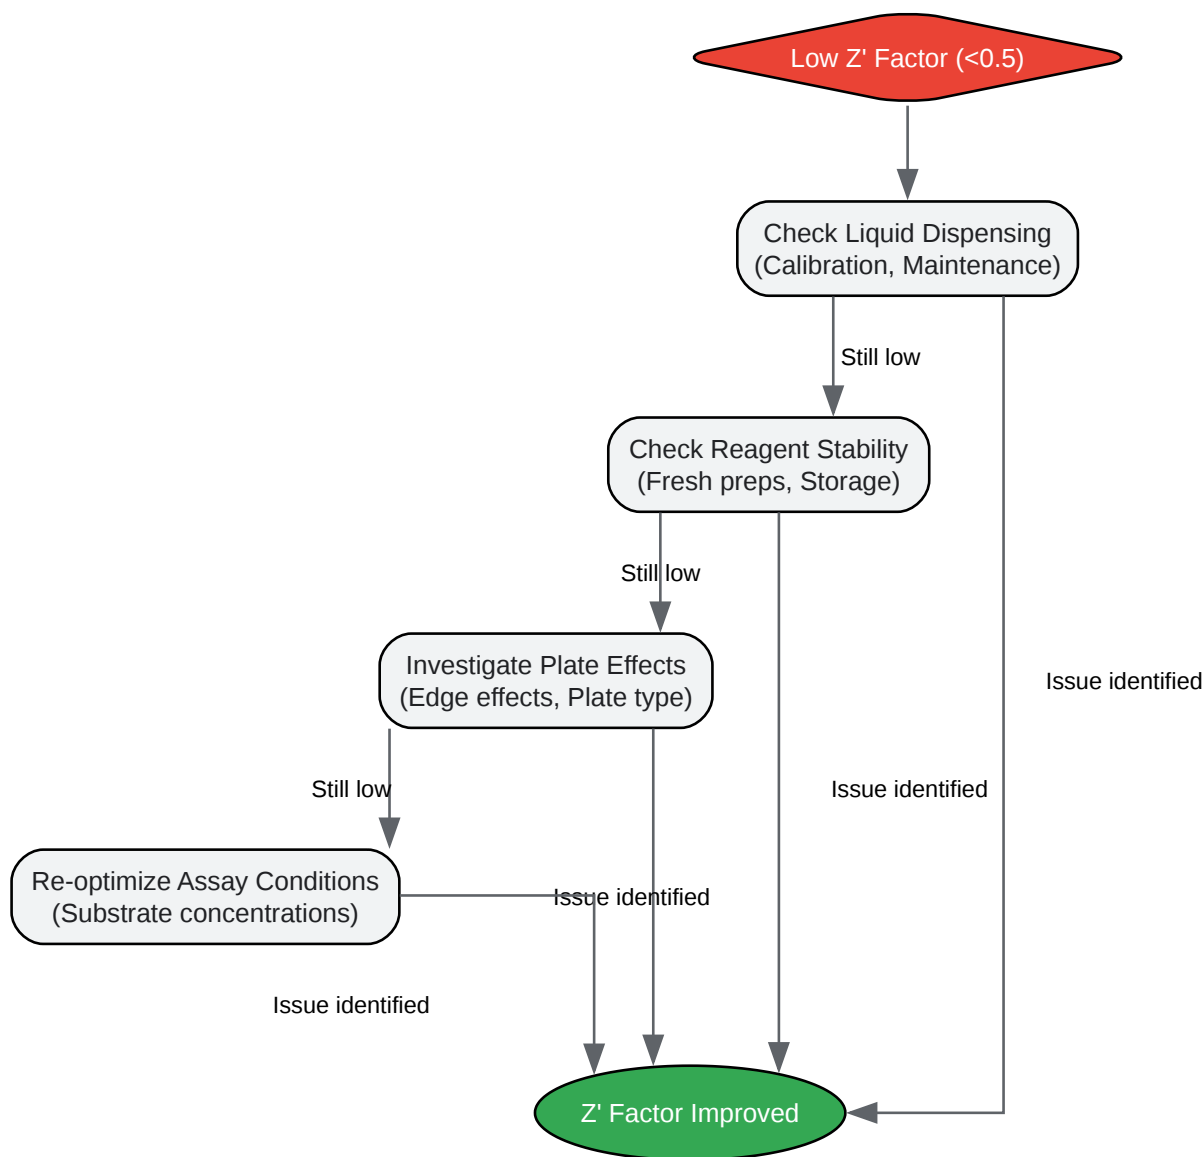 Low Z' Factor (<0.5)
Check Liquid Dispensing
(Calibration, Maintenance)
Still low
Check Reagent Stability
(Fresh preps, Storage)
Still low
Investigate Plate Effects
(Edge effects, Plate type)
Issue identified
Still low
Issue identified
Re-optimize Assay Conditions
(Substrate concentrations)
Issue identified
Issue identified
Z' Factor Improved